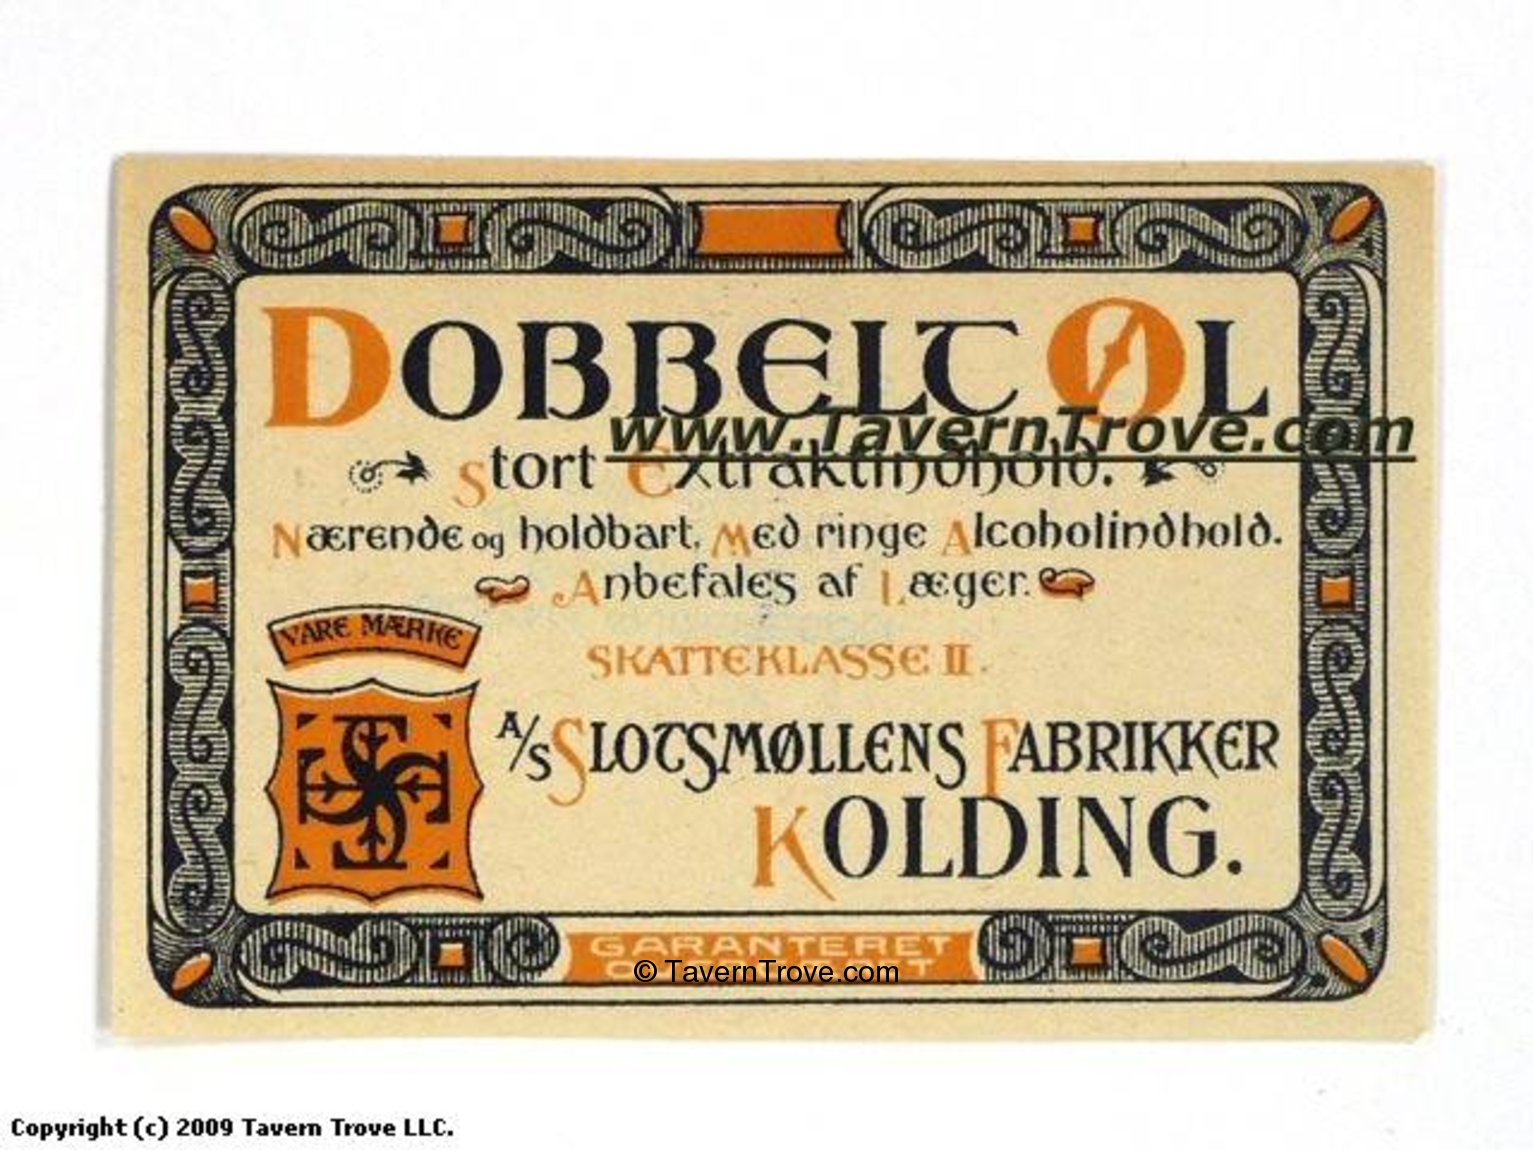 DOBBELT ØL
www.TavernTrove.com
Stort Extraktindhold.
Nærende og holdbart. Med ringe Alcoholindhold.
Anbefales af Læger.
VARE MÆRKE
SKATTEKLASSE II.
A/S SLOTSMØLLENS FABRIKKER
KOLDING.
GARANTERET
© TavernTrove.com
Copyright (c) 2009 Tavern Trove LLC.